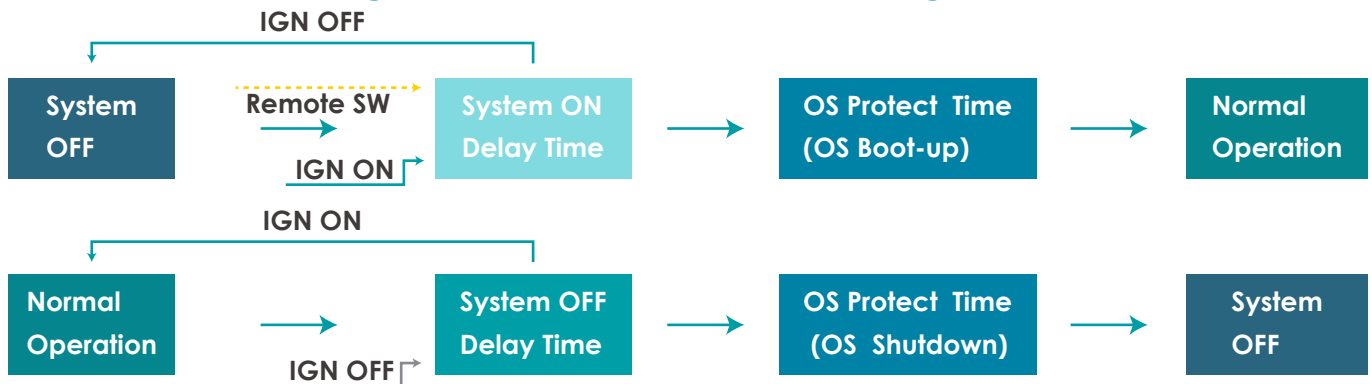 IGN OFF
System
OFF
Remote SW
IGN ON
System ON
Delay Time
OS Protect Time
(OS Boot-up)
Normal
Operation
IGN ON
Normal
Operation
IGN OFF
System OFF
Delay Time
OS Protect Time
(OS Shutdown)
System
OFF